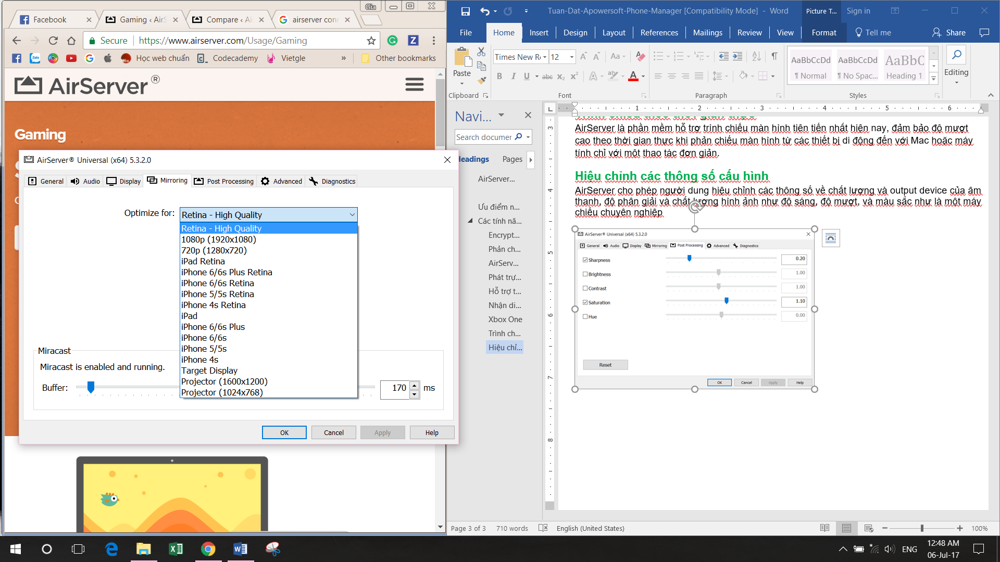 Gia
Facebook
Gaming ‹ AirS
Compare ‹ Ai
airserver con
Secure
https://www.airserver.com/Usage/Gaming
Học web chuẩn
Codecademy
Vietgle
»
Other bookmarks
AirServer®
Gaming
AirServer® Universal (x64) 5.3.2.0
General
Audio
Display
Mirroring
Post Processing
Advanced
Diagnostics
Optimize for:
Retina - High Quality
Retina - High Quality
1080p (1920x1080)
720p (1280x720)
iPad Retina
iPhone 6/6s Plus Retina
iPhone 6/6s Retina
iPhone 5/5s Retina
iPhone 4s Retina
iPad
iPhone 6/6s Plus
iPhone 6/6s
iPhone 5/5s
iPhone 4s
Target Display
Projector (1600x1200)
Projector (1024x768)
Miracast
Miracast is enabled and running.
Buffer:
170 ms
OK
Cancel
Apply
Help
Tuan-Dat-Apowersoft-Phone-Manager [Compatibility Mode] - Word
Picture T...
Sign in
File
Home
Insert
Design
Layout
References
Mailings
Review
View
Format
Tell me
Share
Paste
Clipboard
Times New R
12
Font
Paragraph
AaBbCcDd
¶ Normal
AaBbCcDd
¶ No Spac...
AaBbC
Heading 1
Styles
Editing
Navi...
Search documen
Headings
Pages
AirServer...
Ưu điểm n...
Các tính nă...
Encrypt...
Phản ch...
AirServ...
Phát trự...
Hỗ trợ t...
Nhận di...
Xbox One
Trình ch...
Hiệu chỉ...
1 2 3 4 5 6
3
4
5
6
7
8
AirServer là phần mềm hỗ trợ trình chiếu màn hình tiên tiến nhất hiện nay, đảm bảo độ mượt
cao theo thời gian thực khi phản chiếu màn hình từ các thiết bị di động đến với Mac hoặc máy
tính chỉ với một thao tác đơn giản.
Hiệu chỉnh các thông số cấu hình
AirServer cho phép người dung hiệu chỉnh các thông số về chất lượng và output device của âm
thanh, độ phân giải và chất lượng hình ảnh như độ sáng, độ mượt, và màu sắc như là một máy
chiếu chuyên nghiệp
AirServer® Universal (x64) 5.3.2.0
General
Audio
Display
Mirroring
Post Processing
Advanced
Diagnostics
Sharpness 0.20
Brightness 1.00
Contrast 1.00
Saturation 1.10
Hue 0.00
Reset
OK
Cancel
Apply
Help
Page 3 of 3
710 words
English (United States)
100%
ENG
12:48 AM
06-Jul-17